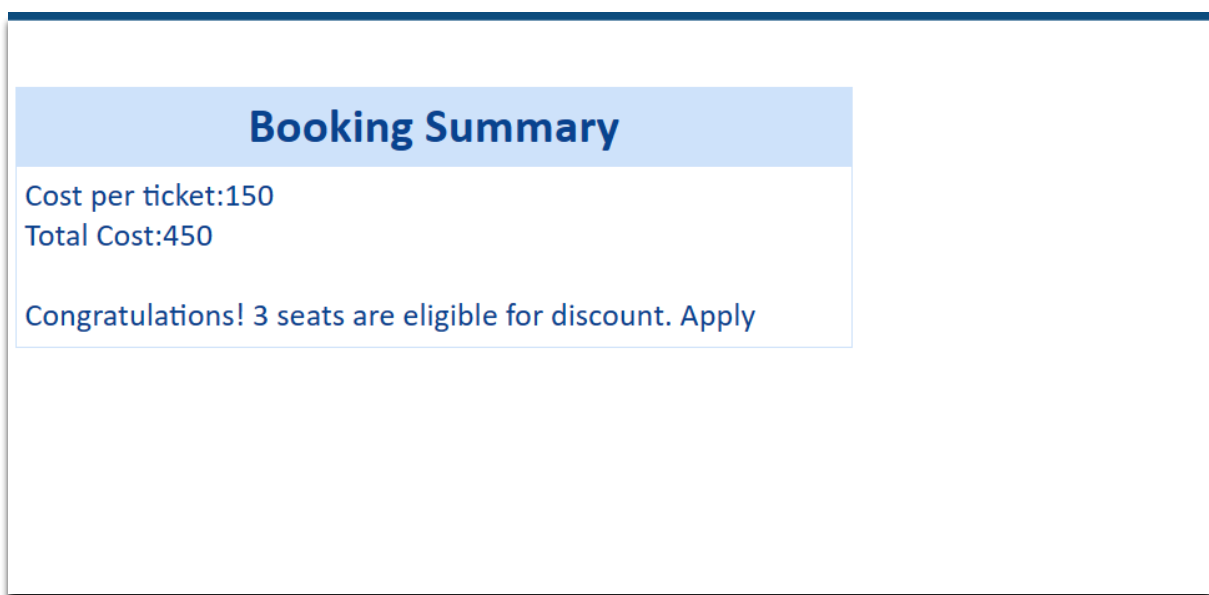 Booking Summary
Cost per ticket:150
Total Cost:450
Congratulations! 3 seats are eligible for discount. Apply